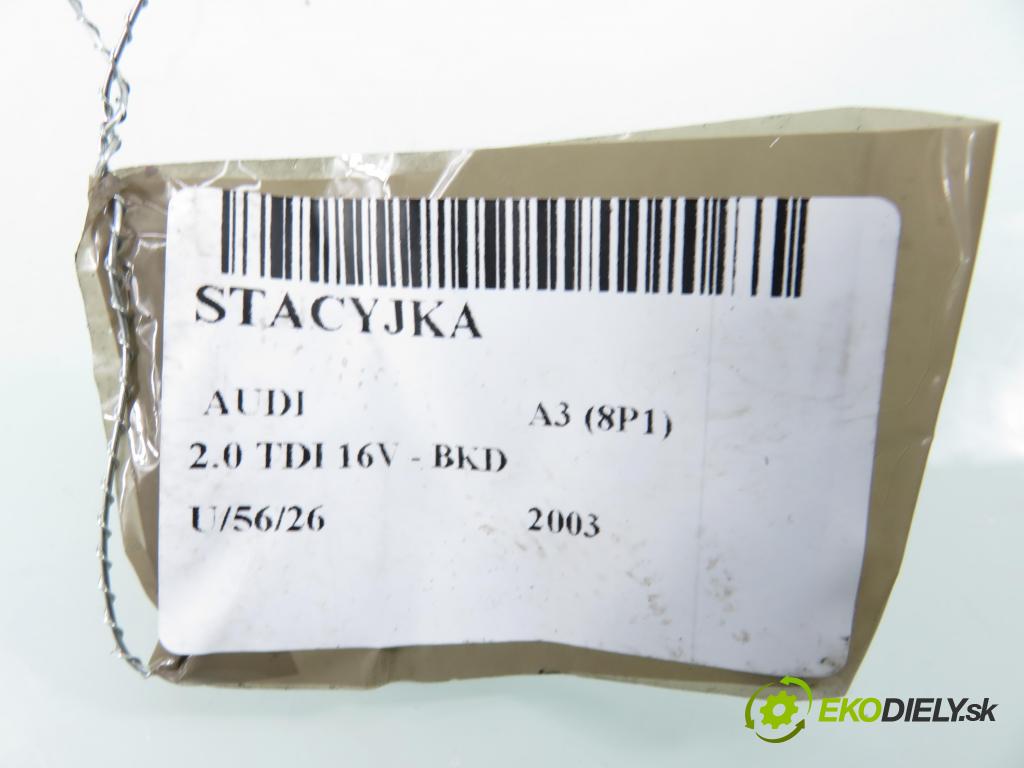 STACYJKA
AUDI A3 (8P1)
2.0 TDI 16V - BKD
U/56/26 2003
EKODIELY.sk